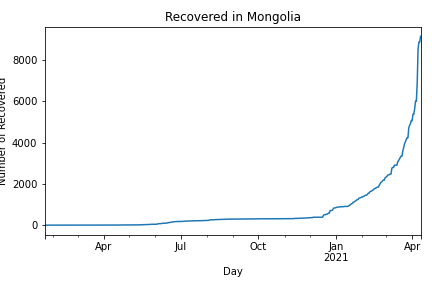 Recovered in Mongolia
Number of Recovered
8000
6000
4000
2000
0
Apr
Jul
Oct
Jan
2021
Apr
Day